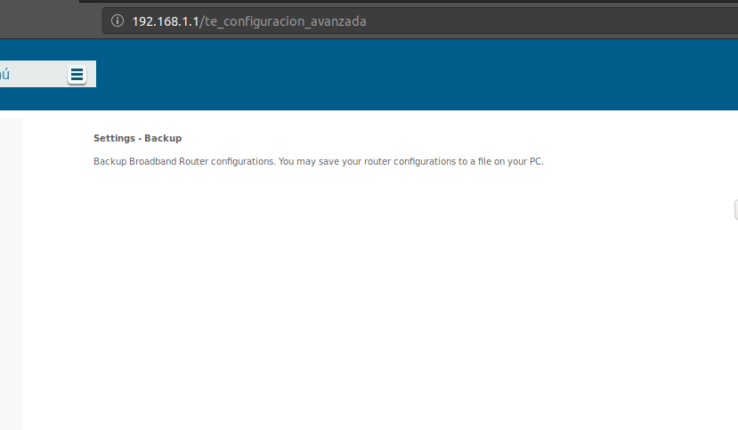 192.168.1.1/te_configuracion_avanzada
ú
Settings - Backup
Backup Broadband Router configurations. You may save your router configurations to a file on your PC.